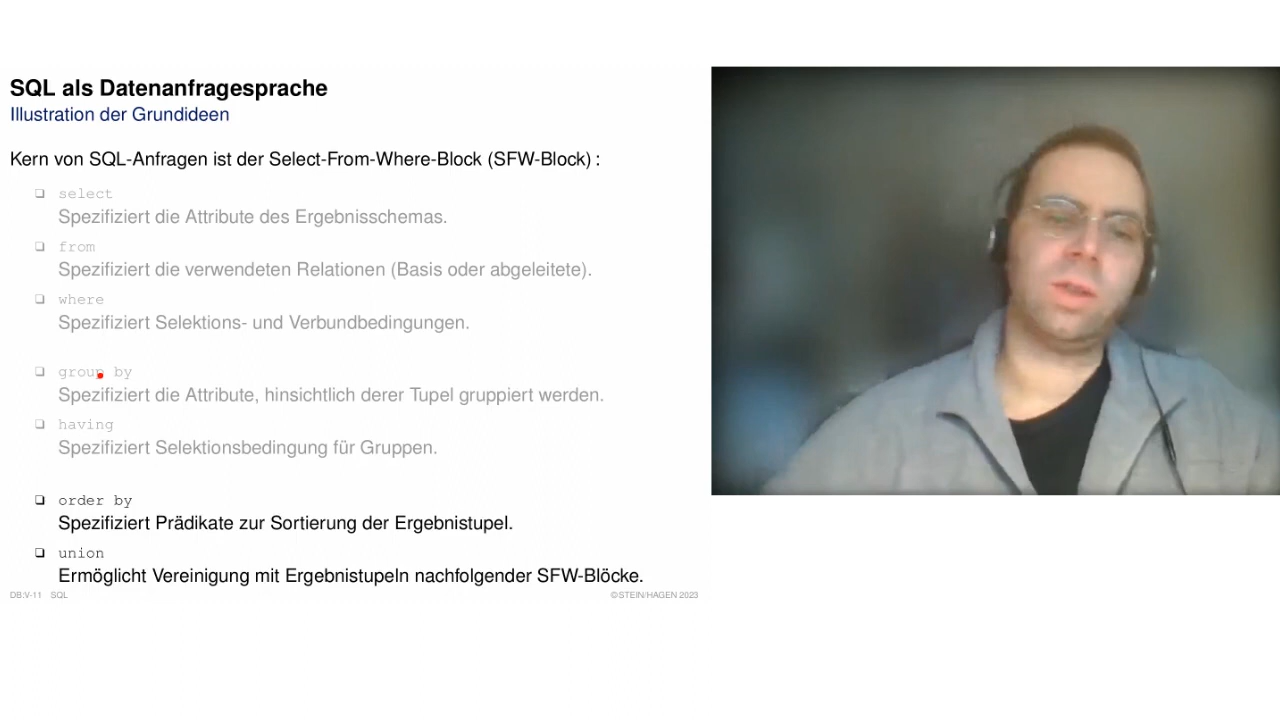 SQL als Datenanfragesprache
Illustration der Grundideen
Kern von SQL-Anfragen ist der Select-From-Where-Block (SFW-Block) :
❑ select
Spezifiziert die Attribute des Ergebnisschemas.
❑ from
Spezifiziert die verwendeten Relationen (Basis oder abgeleitete).
❑ where
Spezifiziert Selektions- und Verbundbedingungen.
❑ group by
Spezifiziert die Attribute, hinsichtlich derer Tupel gruppiert werden.
❑ having
Spezifiziert Selektionsbedingung für Gruppen.
❑ order by
Spezifiziert Prädikate zur Sortierung der Ergebnistupel.
❑ union
Ermöglicht Vereinigung mit Ergebnistupeln nachfolgender SFW-Blöcke.
DB:V-11 SQL ©STEIN/HAGEN 2023